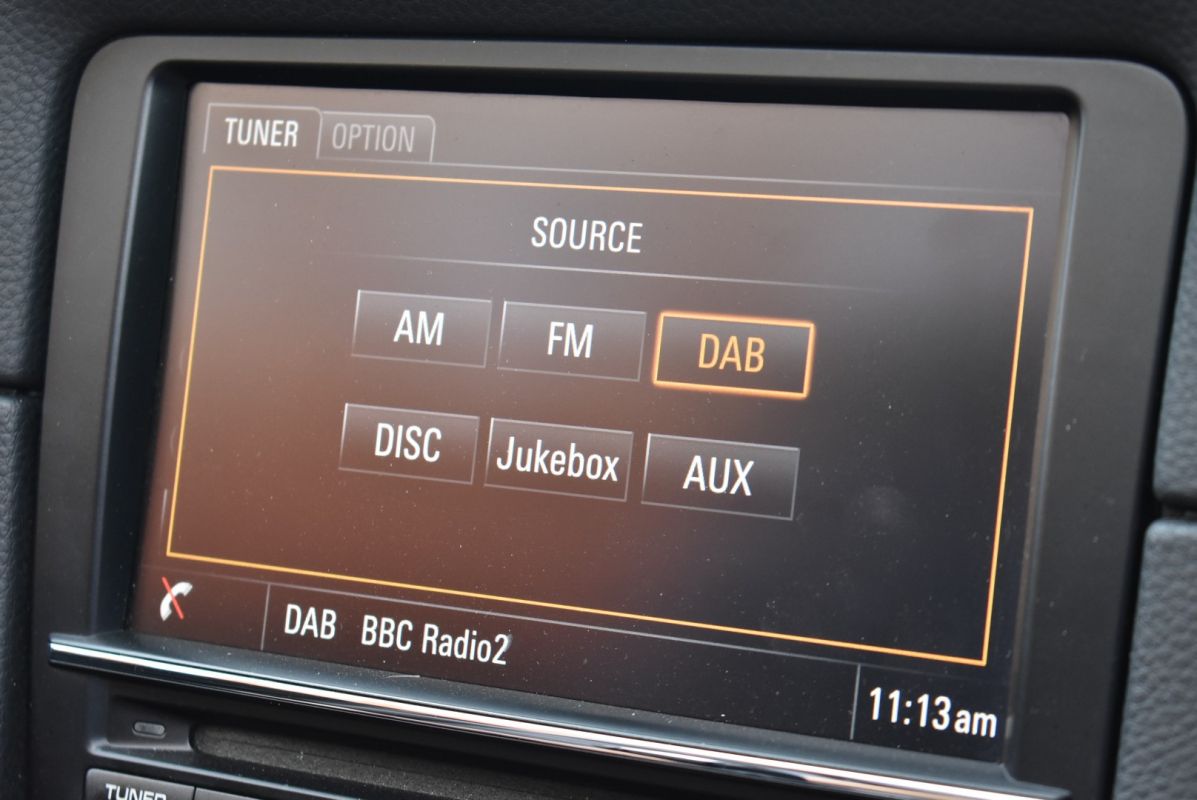 TUNER OPTION
SOURCE
AM FM DAB
DISC Jukebox AUX
DAB BBC Radio2
11:13am
TUNER